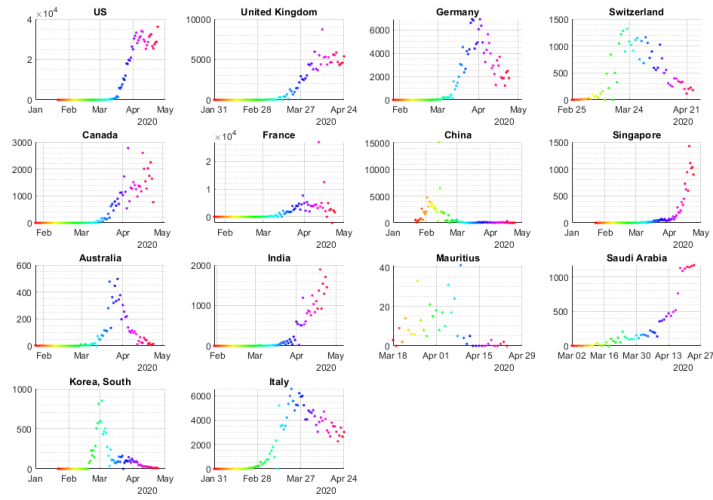 US
×10⁴
4
2
0
Jan Feb Mar Apr May
2020
United Kingdom
10000
5000
0
Jan 31 Feb 28 Mar 27 Apr 24
2020
Germany
6000
4000
2000
0
Feb Mar Apr May
2020
Switzerland
1500
1000
500
0
Feb 25 Mar 24 Apr 21
2020
Canada
3000
2000
1000
0
Feb Mar Apr May
2020
France
×10⁴
2
1
0
Feb Mar Apr May
2020
China
15000
10000
5000
0
Jan Feb Mar Apr May
2020
Singapore
1500
1000
500
0
Jan Feb Mar Apr May
2020
Australia
600
400
200
0
Feb Mar Apr May
2020
India
2000
1000
0
Feb Mar Apr May
2020
Mauritius
40
20
0
Mar 18 Apr 01 Apr 15 Apr 29
2020
Saudi Arabia
1000
500
0
Mar 02 Mar 16 Mar 30 Apr 13 Apr 27
2020
Korea, South
1000
500
0
Jan Feb Mar Apr May
2020
Italy
6000
4000
2000
0
Jan 31 Feb 28 Mar 27 Apr 24
2020